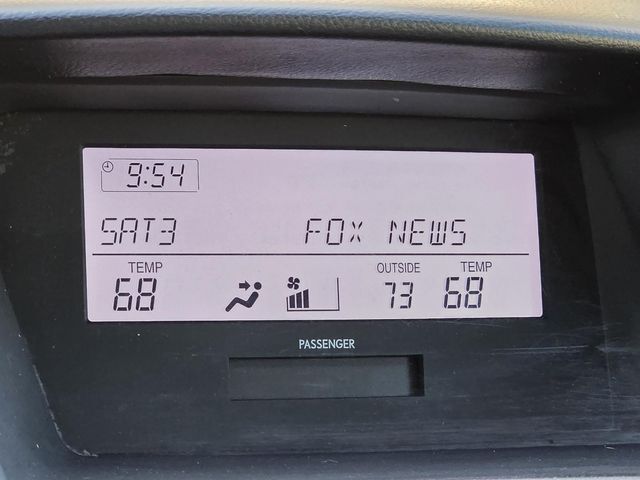 9:54
SAT3 FOX NEWS
TEMP OUTSIDE TEMP
68 73 68
PASSENGER